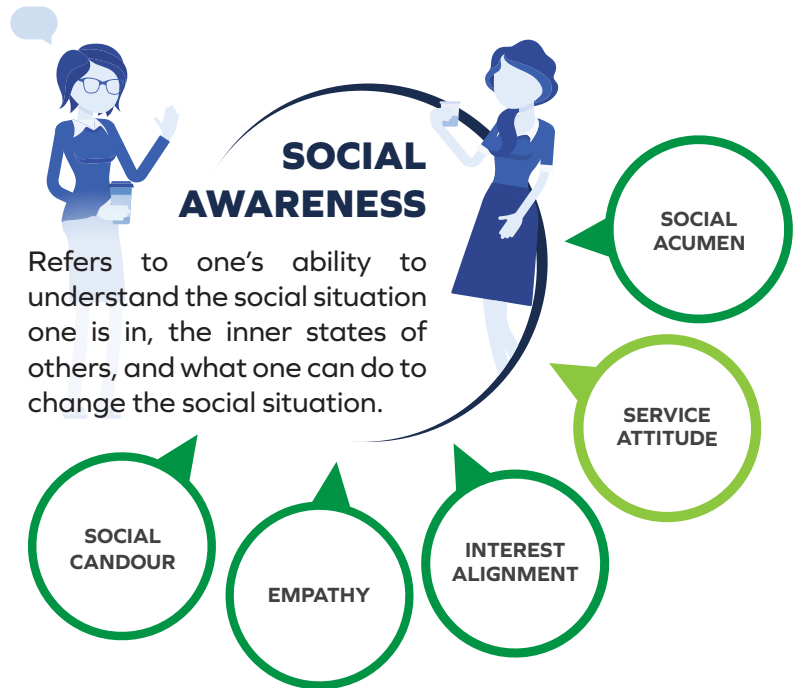 SOCIAL
AWARENESS
Refers to one’s ability to
understand the social situation
one is in, the inner states of
others, and what one can do to
change the social situation.
SOCIAL
ACUMEN
SERVICE
ATTITUDE
INTEREST
ALIGNMENT
EMPATHY
SOCIAL
CANDOUR